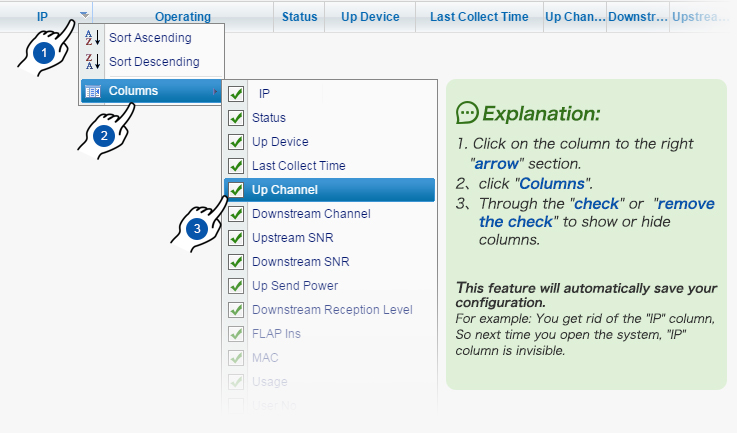 IP Operating Status Up Device Last Collect Time Up Chan... Downstr... Upstrea...
1
Sort Ascending
Sort Descending
Columns
2
IP
Status
Up Device
Last Collect Time
Up Channel
Downstream Channel
Upstream SNR
Downstream SNR
Up Send Power
Downstream Reception Level
FLAP Ins
MAC
Usage
User No
3
Explanation:
1. Click on the column to the right
"arrow" section.
2、click "Columns".
3、Through the "check" or "remove
the check" to show or hide
columns.
This feature will automatically save your
configuration.
For example: You get rid of the "IP" column,
So next time you open the system, "IP"
column is invisible.